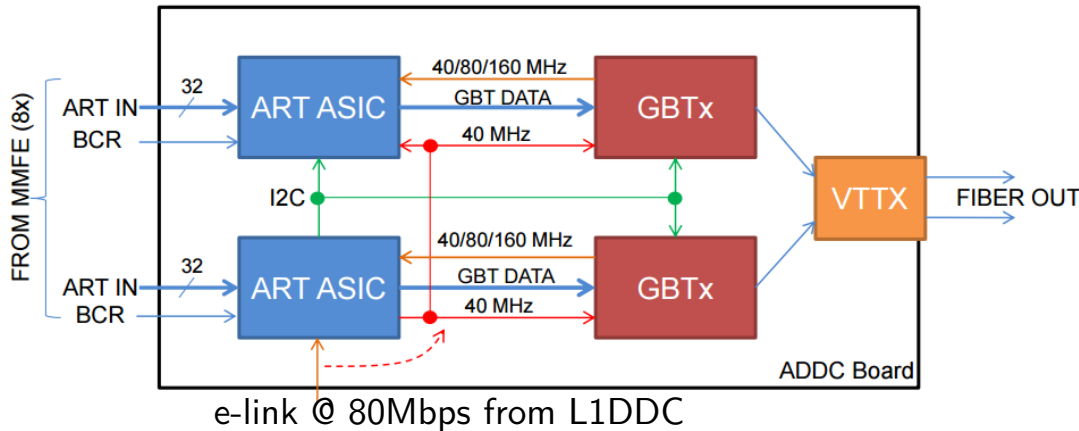 FROM MMFE (8x)
ART IN
32
BCR
ART ASIC
40/80/160 MHz
GBT DATA
40 MHz
GBTx
I2C
VTTX
FIBER OUT
ART IN
32
BCR
ART ASIC
40/80/160 MHz
GBT DATA
40 MHz
GBTx
ADDC Board
e-link @ 80Mbps from L1DDC